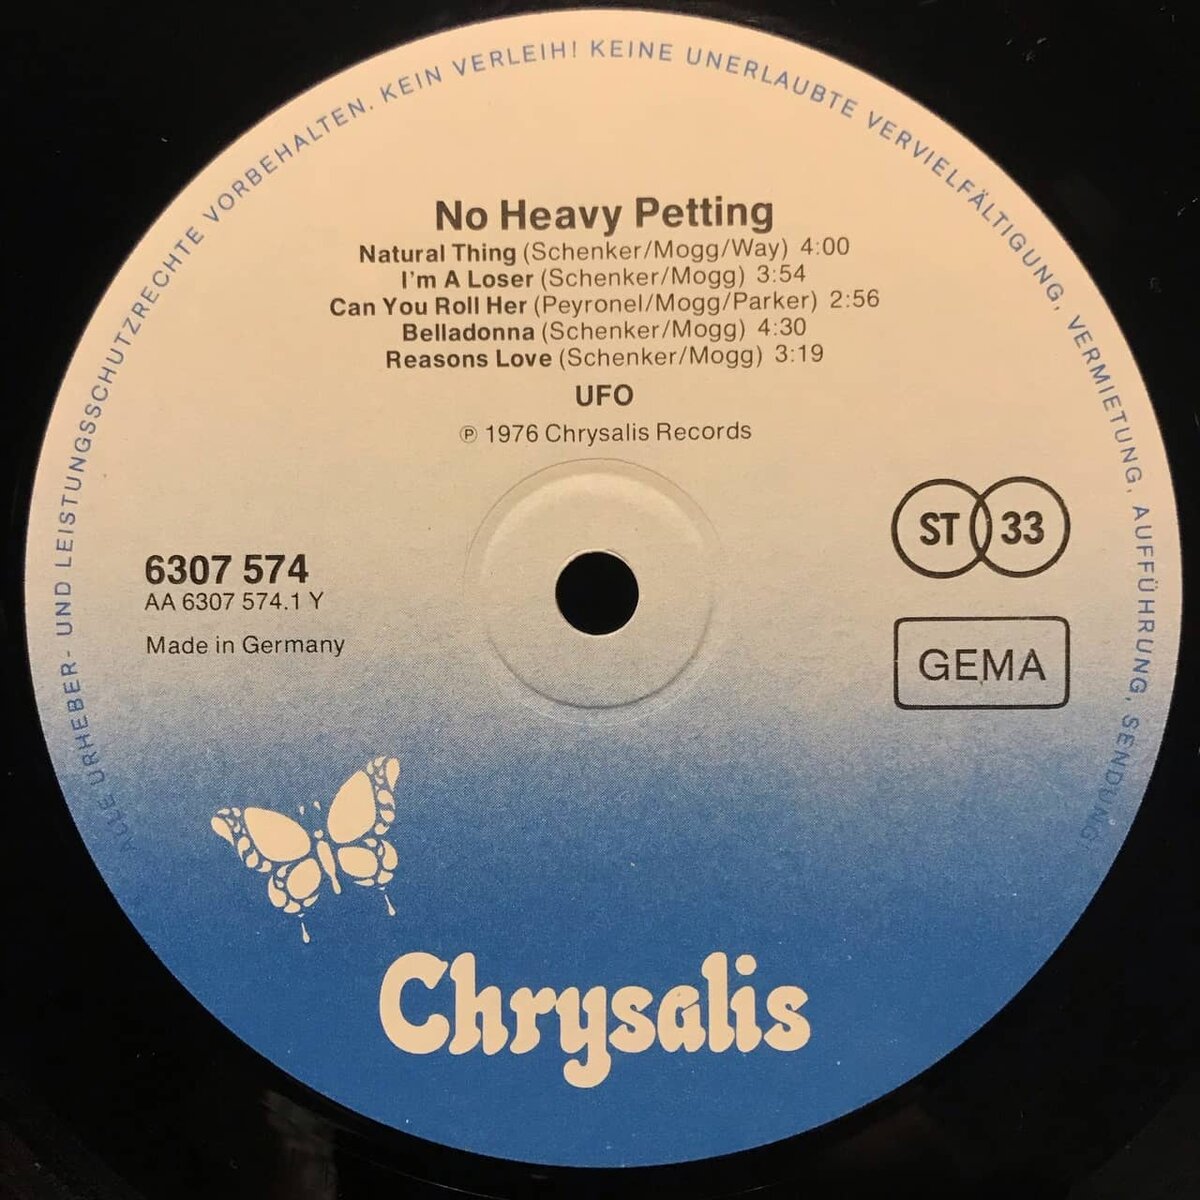 ALLE URHEBER- UND LEISTUNGSSCHUTZRECHTE VORBEHALTEN. KEIN VERLEIH! KEINE UNERLAUBTE VERVIELFÄLTIGUNG, VERMIETUNG, AUFFÜHRUNG, SENDUNG!
No Heavy Petting
Natural Thing (Schenker/Mogg/Way) 4:00
I'm A Loser (Schenker/Mogg) 3:54
Can You Roll Her (Peyronel/Mogg/Parker) 2:56
Belladonna (Schenker/Mogg) 4:30
Reasons Love (Schenker/Mogg) 3:19
UFO
℗ 1976 Chrysalis Records
ST 33
6307 574
AA 6307 574.1 Y
Made in Germany
GEMA
Chrysalis